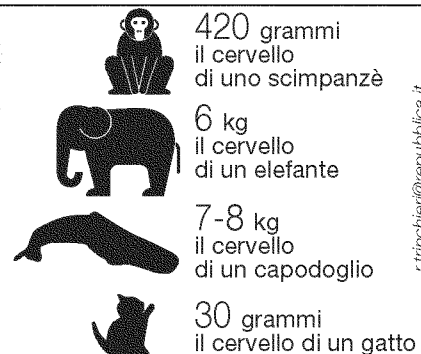 420 grammi
il cervello
di uno scimpanzè
6 kg
il cervello
di un elefante
7-8 kg
il cervello
di un capodoglio
30 grammi
il cervello di un gatto
r.trinchieri@repubblica.it